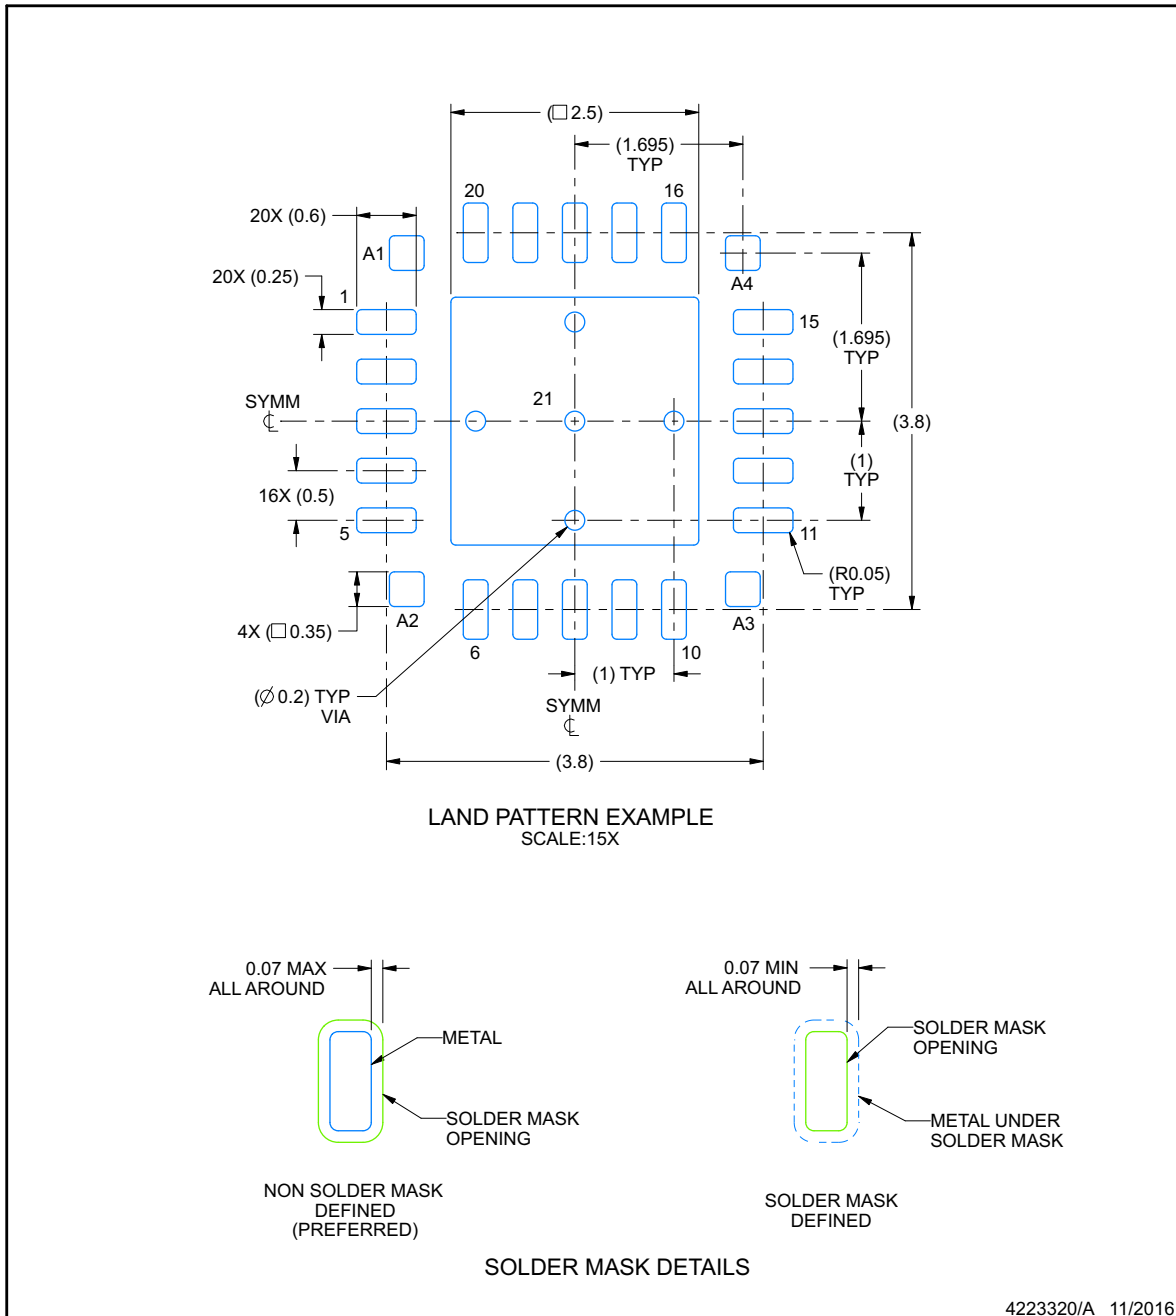 (□ 2.5)
(1.695)
TYP
20
16
20X (0.6)
A1
A4
20X (0.25)
1
15
(1.695)
TYP
SYMM
℄
21
(3.8)
(1)
TYP
16X (0.5)
5
11
(R0.05)
TYP
A2
A3
4X (□ 0.35)
6
10
(1) TYP
(∅ 0.2) TYP
VIA
SYMM
℄
(3.8)
LAND PATTERN EXAMPLE
SCALE:15X
0.07 MAX
ALL AROUND
METAL
SOLDER MASK
OPENING
NON SOLDER MASK
DEFINED
(PREFERRED)
0.07 MIN
ALL AROUND
SOLDER MASK
OPENING
METAL UNDER
SOLDER MASK
SOLDER MASK
DEFINED
SOLDER MASK DETAILS
4223320/A 11/2016